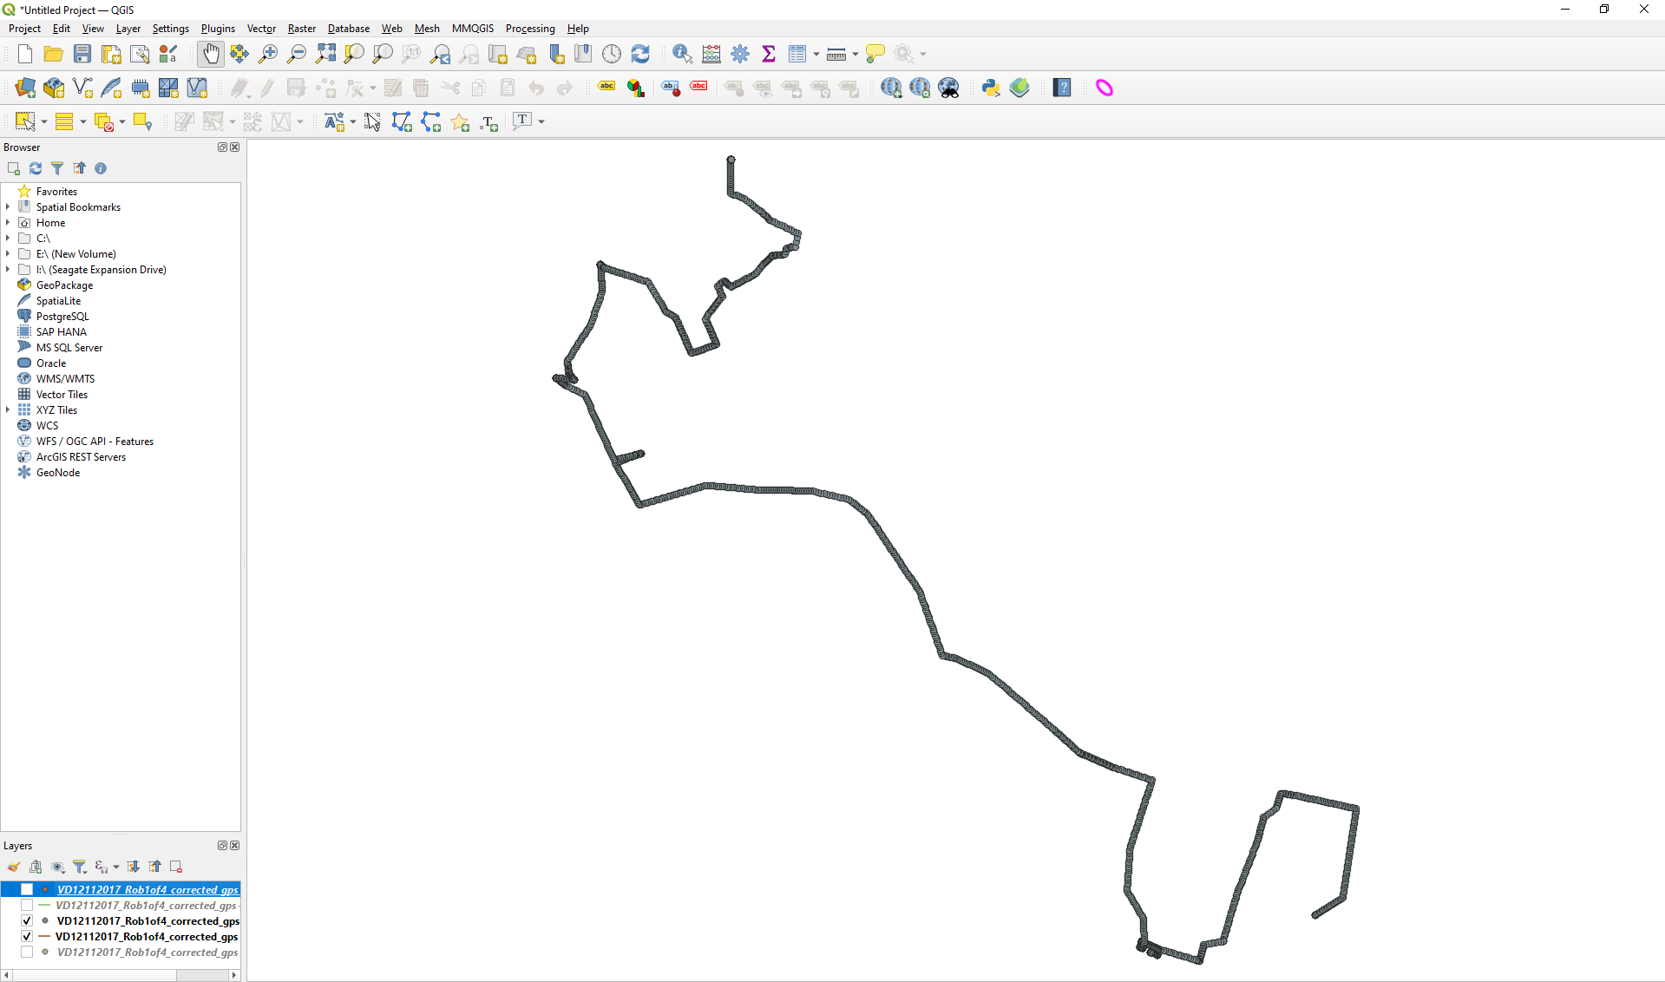 *Untitled Project — QGIS
Project Edit View Layer Settings Plugins Vector Raster Database Web Mesh MMQGIS Processing Help
abc abc
T
T
Browser
Favorites
Spatial Bookmarks
Home
C:\
E:\ (New Volume)
I:\ (Seagate Expansion Drive)
GeoPackage
SpatiaLite
PostgreSQL
SAP HANA
MS SQL Server
Oracle
WMS/WMTS
Vector Tiles
XYZ Tiles
WCS
WFS / OGC API - Features
ArcGIS REST Servers
GeoNode
Layers
VD12112017_Rob1of4_corrected_gps
VD12112017_Rob1of4_corrected_gps
VD12112017_Rob1of4_corrected_gps
VD12112017_Rob1of4_corrected_gps
VD12112017_Rob1of4_corrected_gps